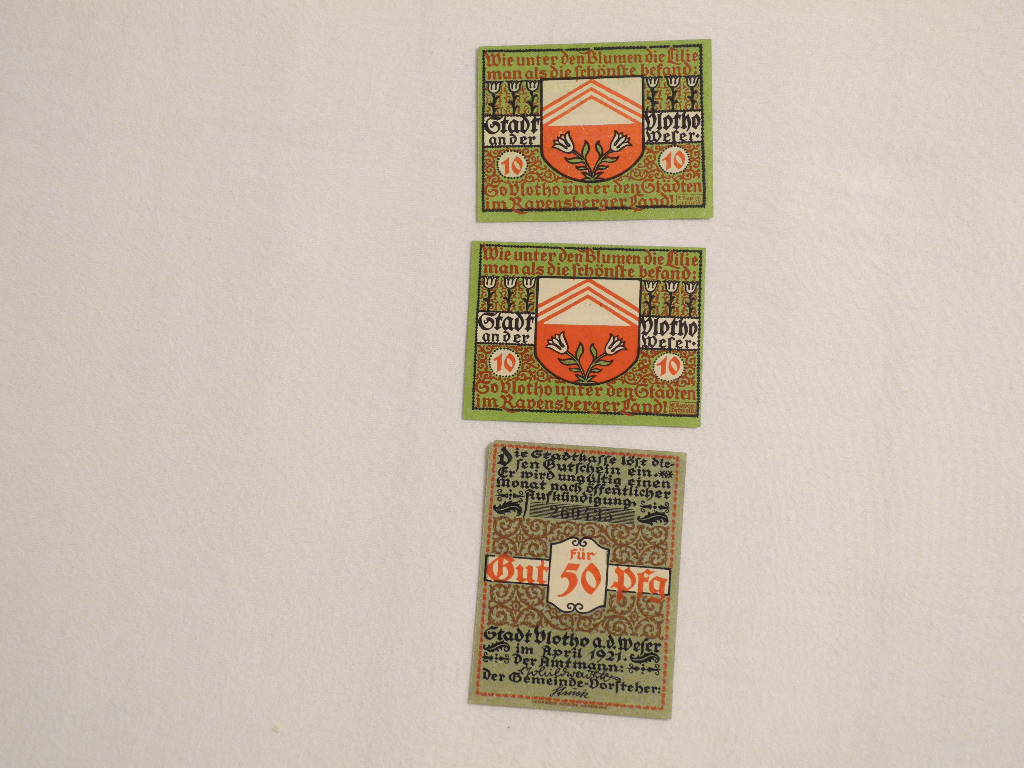 Wie unter den Blumen die Lilie
man als die schönste befand:
Stadt Vlotho
an der Weser.
10 10
So Vlotho unter den Städten
im Ravensberger Land!
Wie unter den Blumen die Lilie
man als die schönste befand:
Stadt Vlotho
an der Weser.
10 10
So Vlotho unter den Städten
im Ravensberger Land!
Die Stadtkasse löst die-
sen Gutschein ein.
Er wird ungültig einen
Monat nach öffentlicher
Aufkündigung.
für
Gut 50 Pfg
Stadt Vlotho a.d. Weser
im April 1921.
Der Amtmann:
Der Gemeinde-Vorsteher: